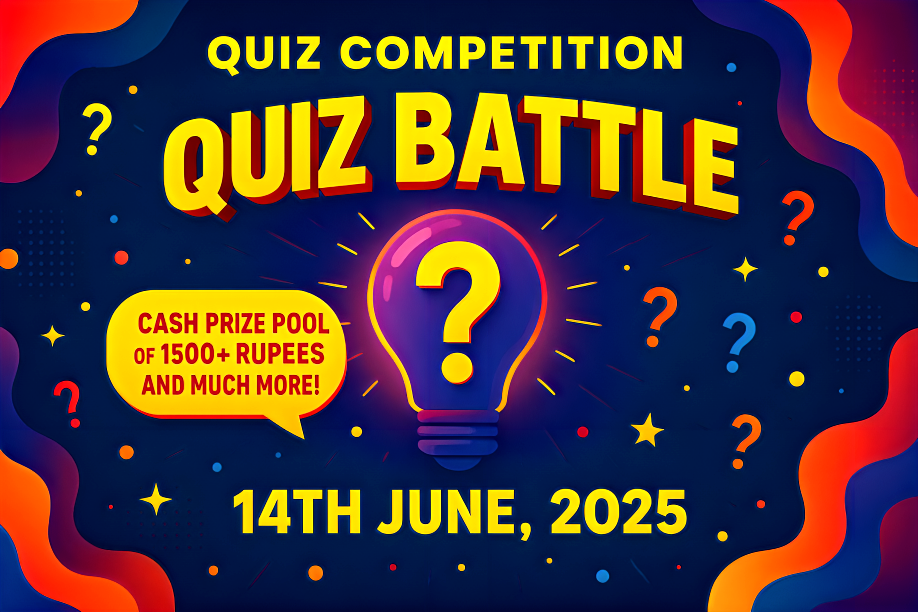 QUIZ COMPETITION
QUIZ BATTLE
?
CASH PRIZE POOL
OF 1500+ RUPEES
AND MUCH MORE!
14TH JUNE, 2025